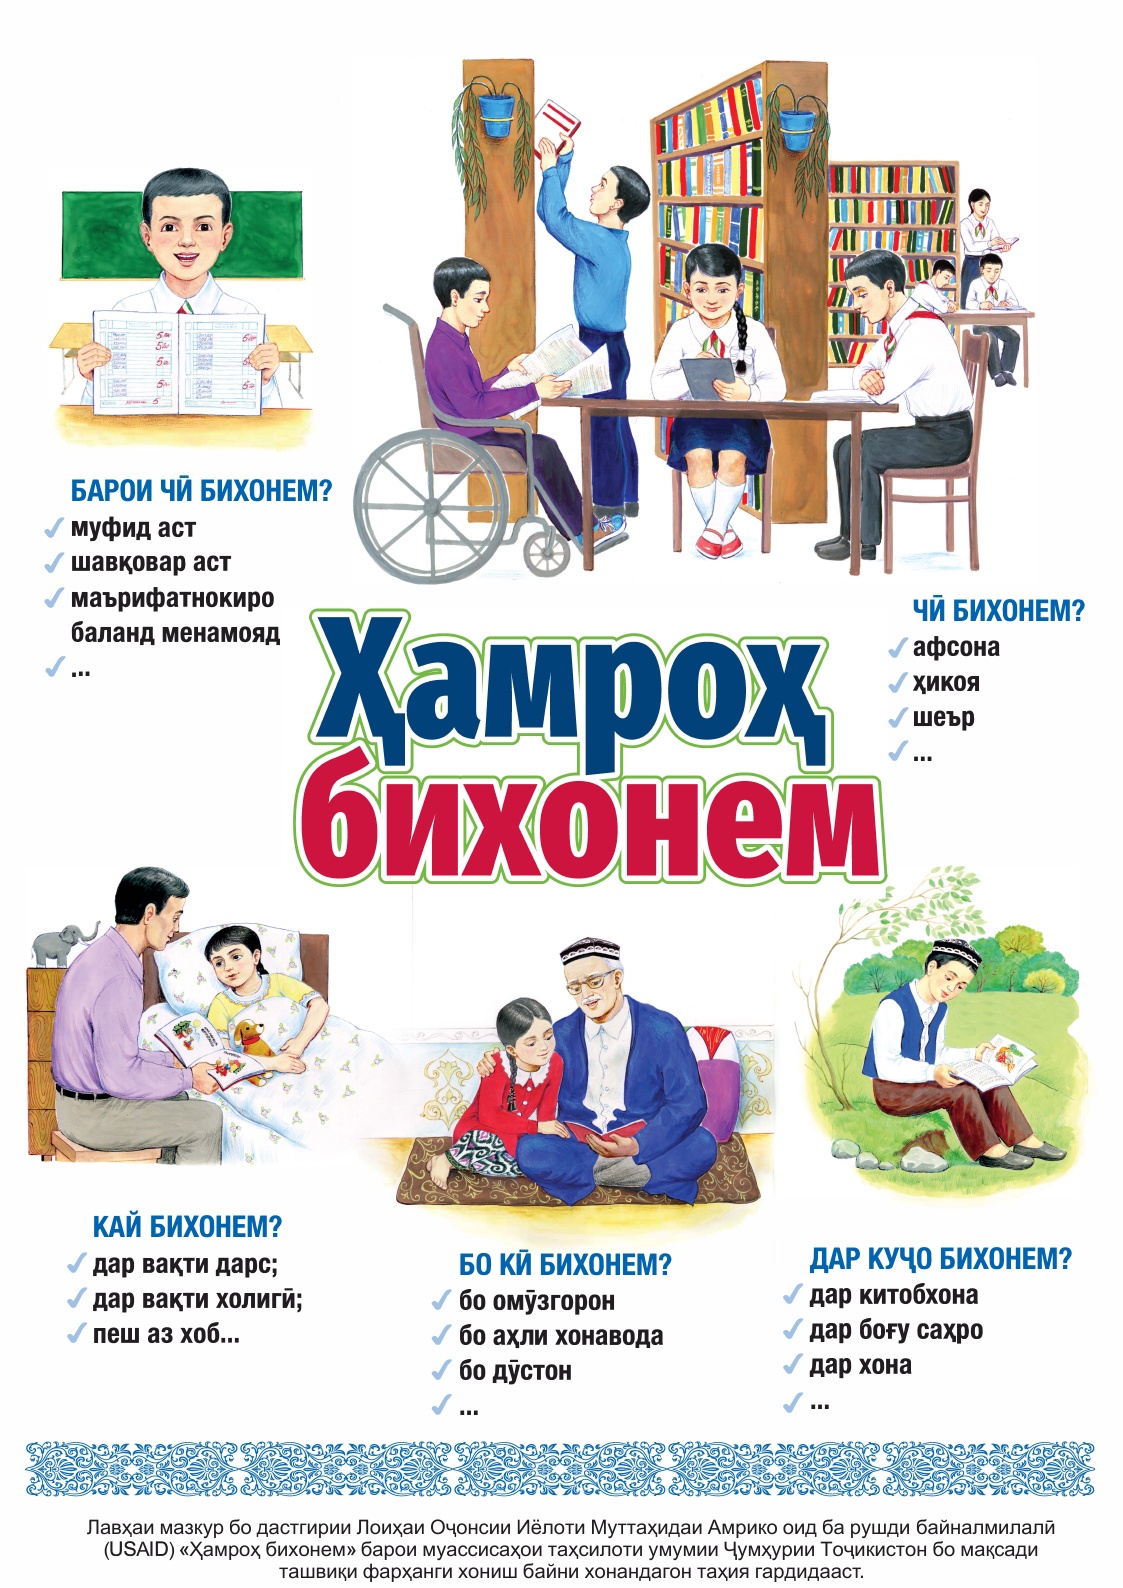 БАРОИ ЧӢ БИХОНЕМ?
муфид аст
шавқовар аст
маърифатнокиро
баланд менамояд
...
ЧӢ БИХОНЕМ?
афсона
ҳикоя
шеър
...
Ҳамроҳ
бихонем
КАЙ БИХОНЕМ?
дар вақти дарс;
дар вақти холигӣ;
пеш аз хоб...
БО КӢ БИХОНЕМ?
бо омӯзгорон
бо аҳли хонавода
бо дӯстон
...
ДАР КУҶО БИХОНЕМ?
дар китобхона
дар боғу саҳро
дар хона
...
Лавҳаи мазкур бо дастгирии Лоиҳаи Оҷонсии Иёлоти Муттаҳидаи Амрико оид ба рушди байналмилалӣ
(USAID) «Ҳамроҳ бихонем» барои муассисаҳои таҳсилоти умумии Ҷумҳурии Тоҷикистон бо мақсади
ташвиқи фарҳанги хониш байни хонандагон таҳия гардидааст.